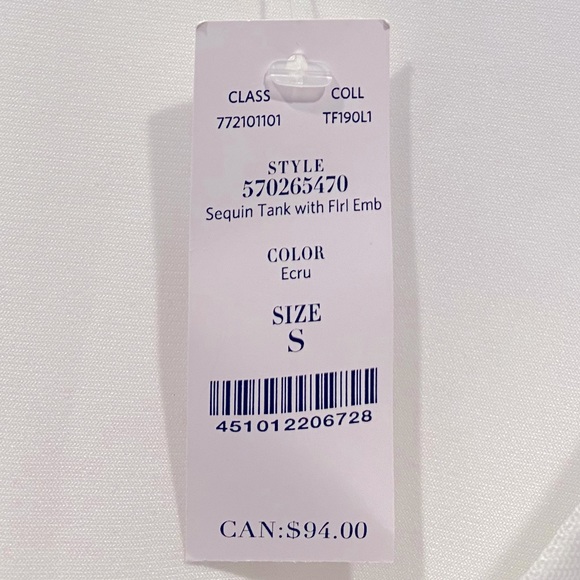 CLASS COLL
772101101 TF190L1
STYLE
570265470
Sequin Tank with Flrl Emb
COLOR
Ecru
SIZE
S
451012206728
CAN:$94.00